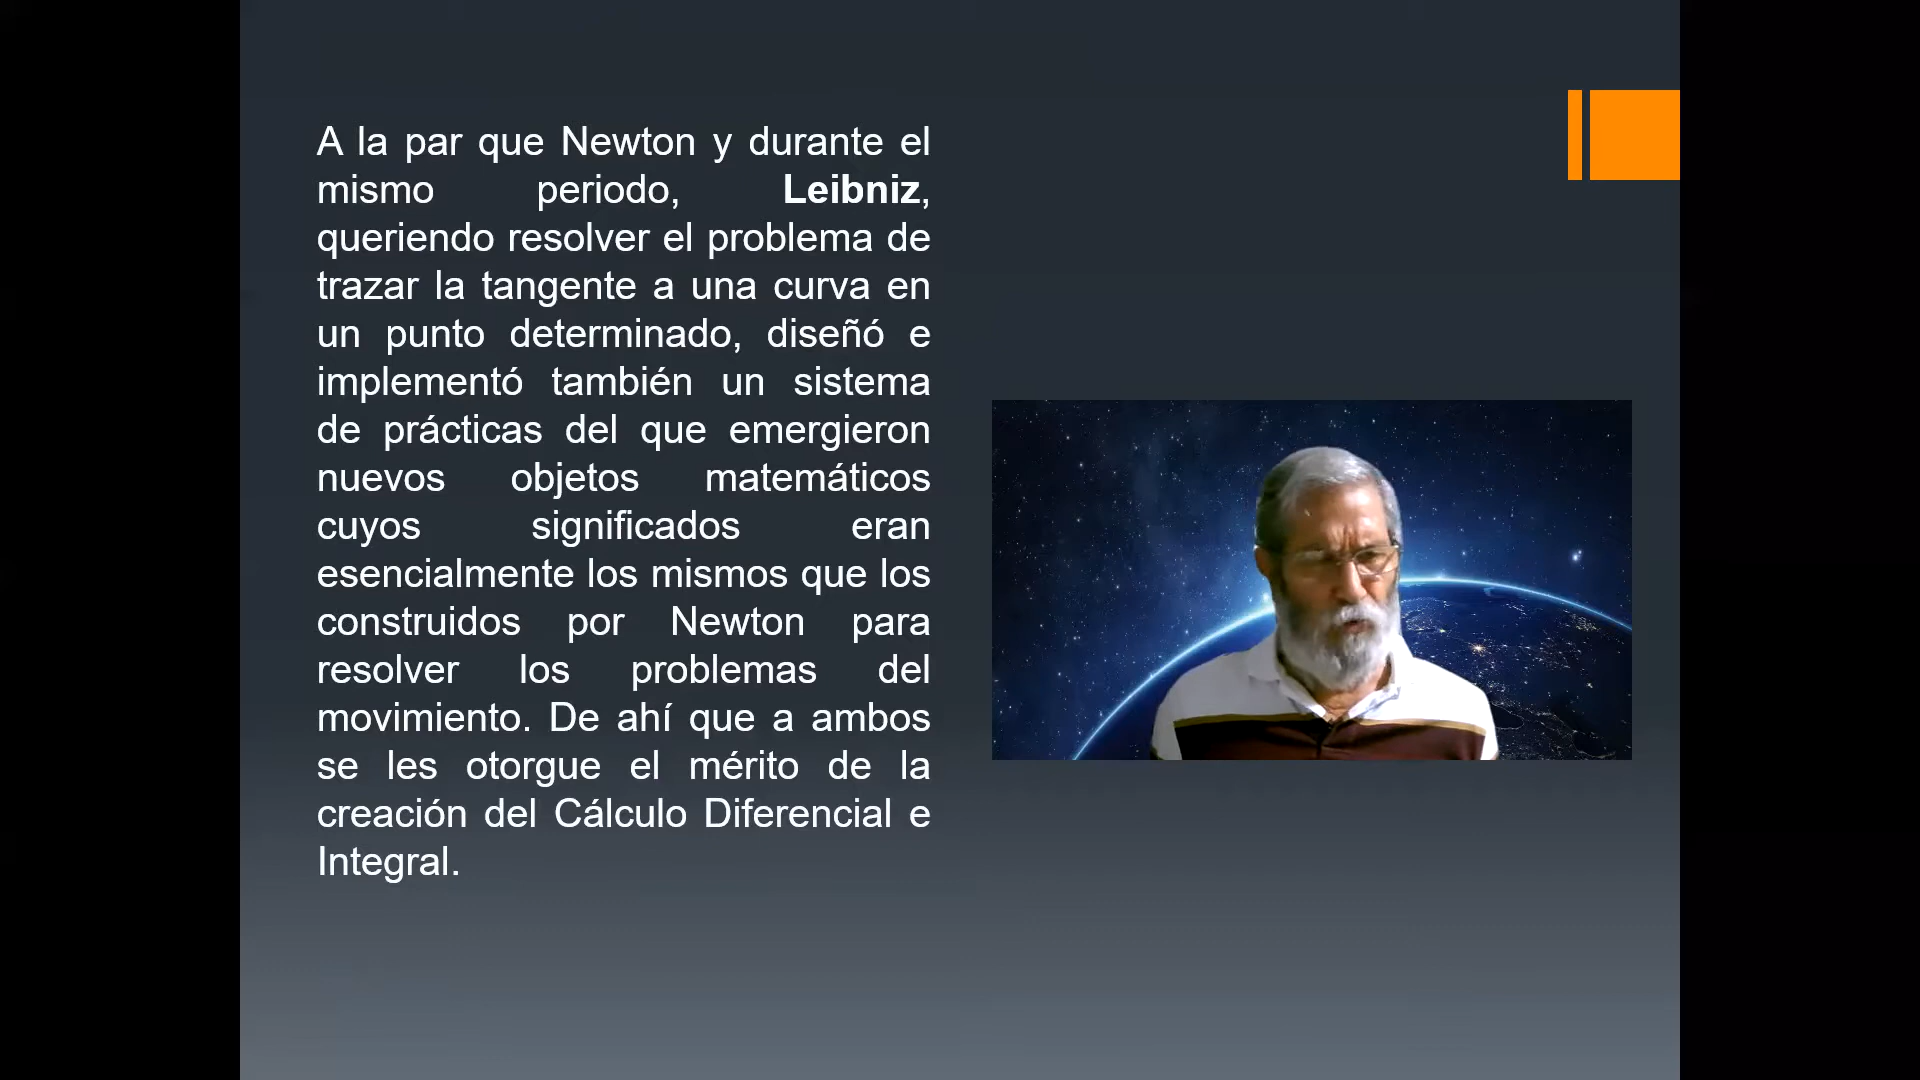 A la par que Newton y durante el
mismo periodo, Leibniz,
queriendo resolver el problema de
trazar la tangente a una curva en
un punto determinado, diseñó e
implementó también un sistema
de prácticas del que emergieron
nuevos objetos matemáticos
cuyos significados eran
esencialmente los mismos que los
construidos por Newton para
resolver los problemas del
movimiento. De ahí que a ambos
se les otorgue el mérito de la
creación del Cálculo Diferencial e
Integral.